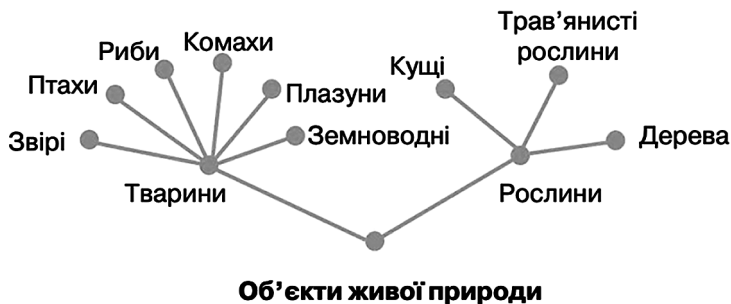 Трав’янисті
рослини
Комахи
Риби
Кущі
Птахи
Плазуни
Звірі
Земноводні
Дерева
Тварини
Рослини
Об’єкти живої природи